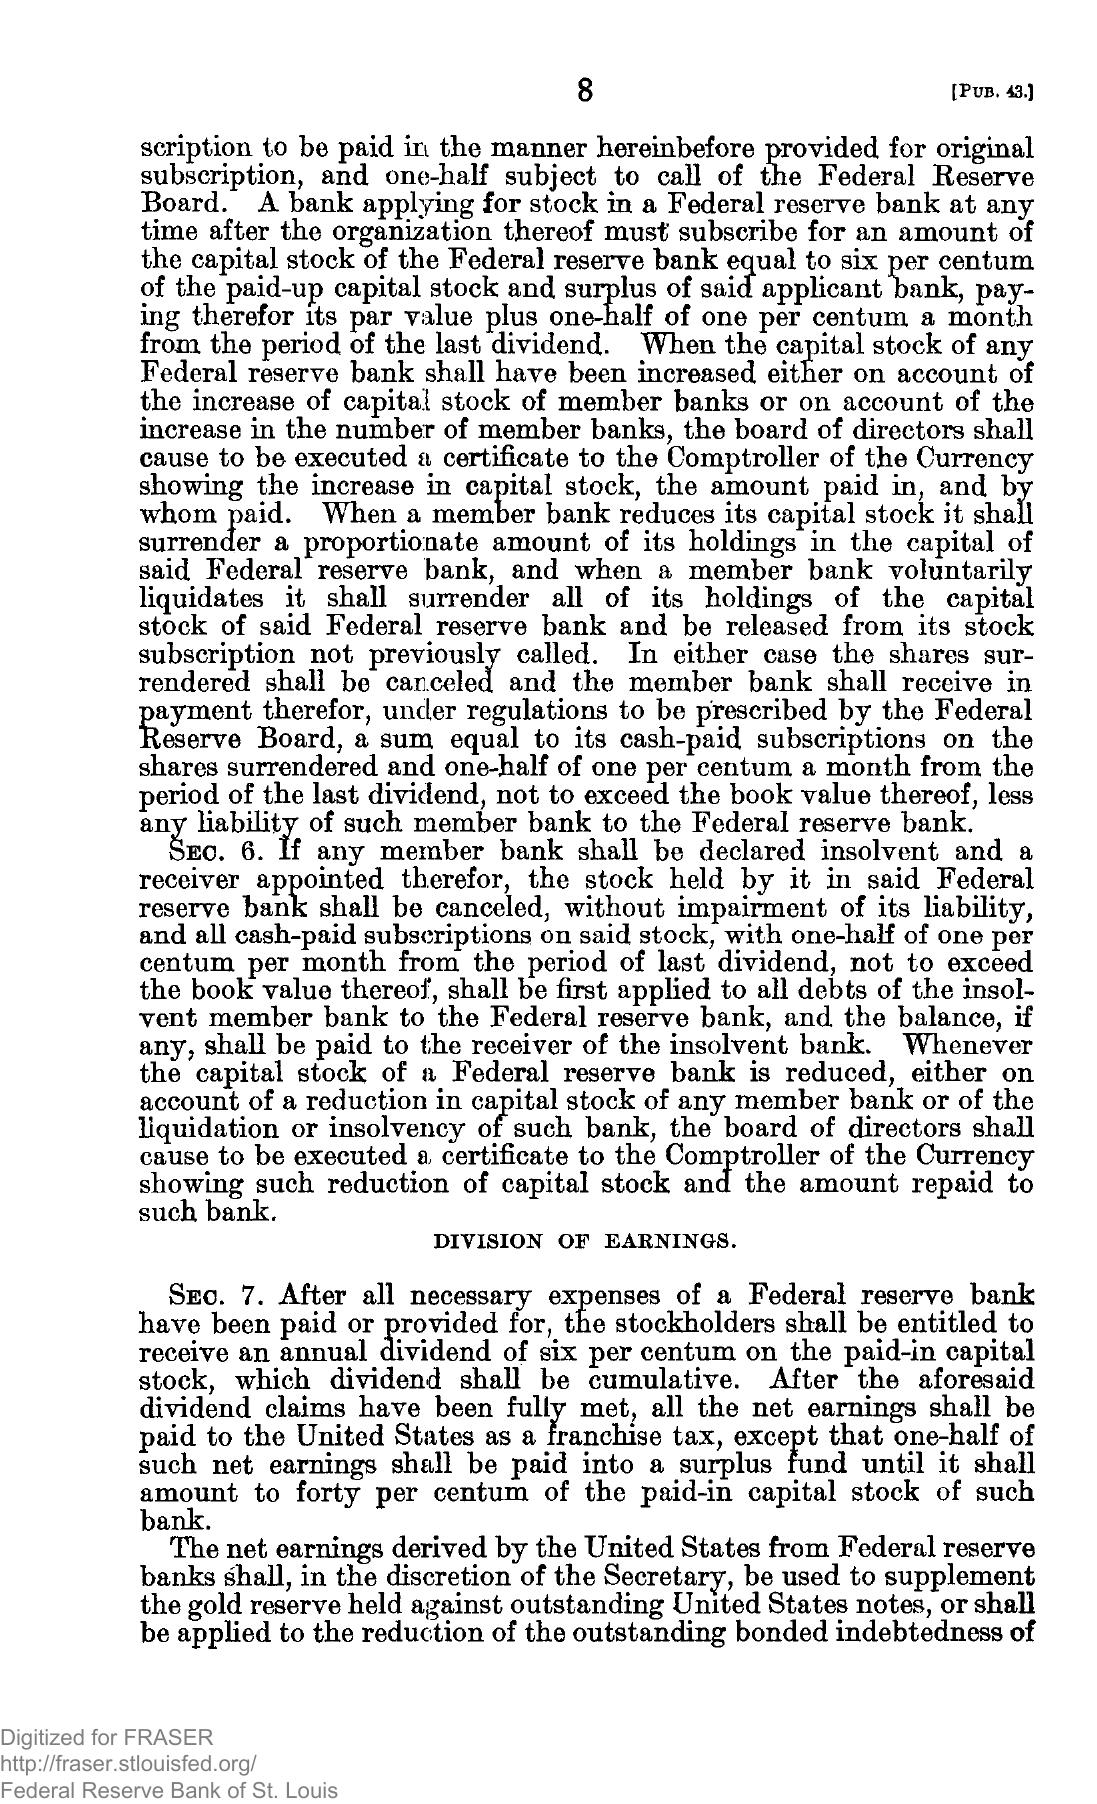 8 [PUB. 43.]
scription to be paid in the manner hereinbefore provided for original
subscription, and one-half subject to call of the Federal Reserve
Board. A bank applying for stock in a Federal reserve bank at any
time after the organization thereof must subscribe for an amount of
the capital stock of the Federal reserve bank equal to six per centum
of the paid-up capital stock and surplus of said applicant bank, pay-
ing therefor its par value plus one-half of one per centum a month
from the period of the last dividend. When the capital stock of any
Federal reserve bank shall have been increased either on account of
the increase of capital stock of member banks or on account of the
increase in the number of member banks, the board of directors shall
cause to be executed a certificate to the Comptroller of the Currency
showing the increase in capital stock, the amount paid in, and by
whom paid. When a member bank reduces its capital stock it shall
surrender a proportionate amount of its holdings in the capital of
said Federal reserve bank, and when a member bank voluntarily
liquidates it shall surrender all of its holdings of the capital
stock of said Federal reserve bank and be released from its stock
subscription not previously called. In either case the shares sur-
rendered shall be canceled and the member bank shall receive in
payment therefor, under regulations to be prescribed by the Federal
Reserve Board, a sum equal to its cash-paid subscriptions on the
shares surrendered and one-half of one per centum a month from the
period of the last dividend, not to exceed the book value thereof, less
any liability of such member bank to the Federal reserve bank.
SEC. 6. If any member bank shall be declared insolvent and a
receiver appointed therefor, the stock held by it in said Federal
reserve bank shall be canceled, without impairment of its liability,
and all cash-paid subscriptions on said stock, with one-half of one per
centum per month from the period of last dividend, not to exceed
the book value thereof, shall be first applied to all debts of the insol-
vent member bank to the Federal reserve bank, and the balance, if
any, shall be paid to the receiver of the insolvent bank. Whenever
the capital stock of a Federal reserve bank is reduced, either on
account of a reduction in capital stock of any member bank or of the
liquidation or insolvency of such bank, the board of directors shall
cause to be executed a certificate to the Comptroller of the Currency
showing such reduction of capital stock and the amount repaid to
such bank.
DIVISION OF EARNINGS.
SEC. 7. After all necessary expenses of a Federal reserve bank
have been paid or provided for, the stockholders shall be entitled to
receive an annual dividend of six per centum on the paid-in capital
stock, which dividend shall be cumulative. After the aforesaid
dividend claims have been fully met, all the net earnings shall be
paid to the United States as a franchise tax, except that one-half of
such net earnings shall be paid into a surplus fund until it shall
amount to forty per centum of the paid-in capital stock of such
bank.
The net earnings derived by the United States from Federal reserve
banks shall, in the discretion of the Secretary, be used to supplement
the gold reserve held against outstanding United States notes, or shall
be applied to the reduction of the outstanding bonded indebtedness of
Digitized for FRASER
http://fraser.stlouisfed.org/
Federal Reserve Bank of St. Louis